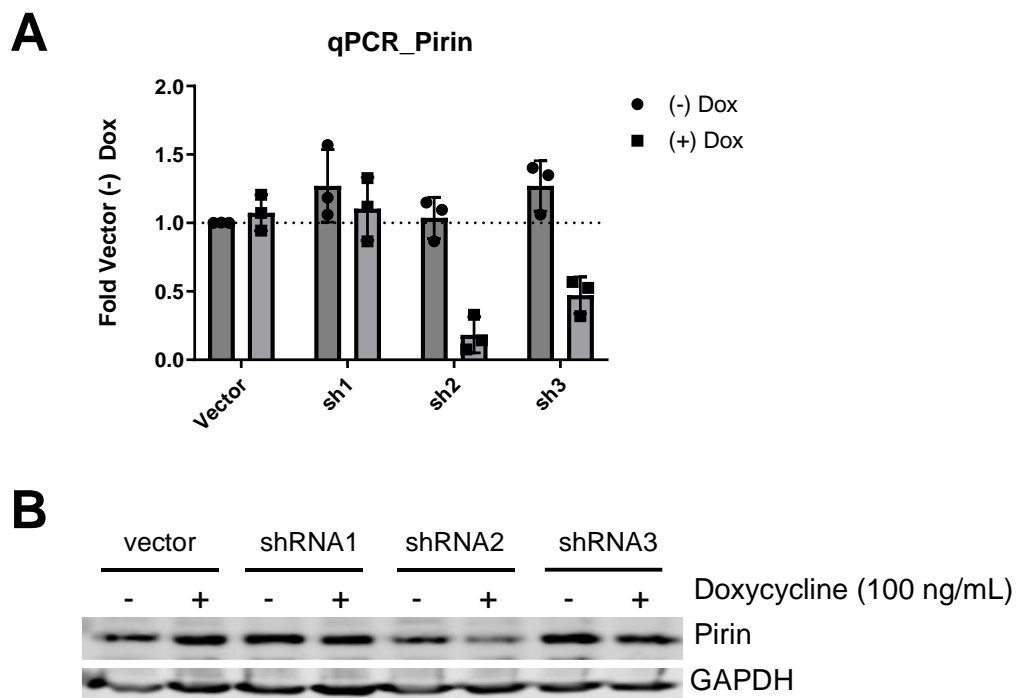 A
qPCR_Pirin
Fold Vector (-) Dox
2.0
1.5
1.0
0.5
0.0
(-) Dox
(+) Dox
Vector
sh1
sh2
sh3
B
vector shRNA1 shRNA2 shRNA3
- + - + - + - + Doxycycline (100 ng/mL)
Pirin
GAPDH